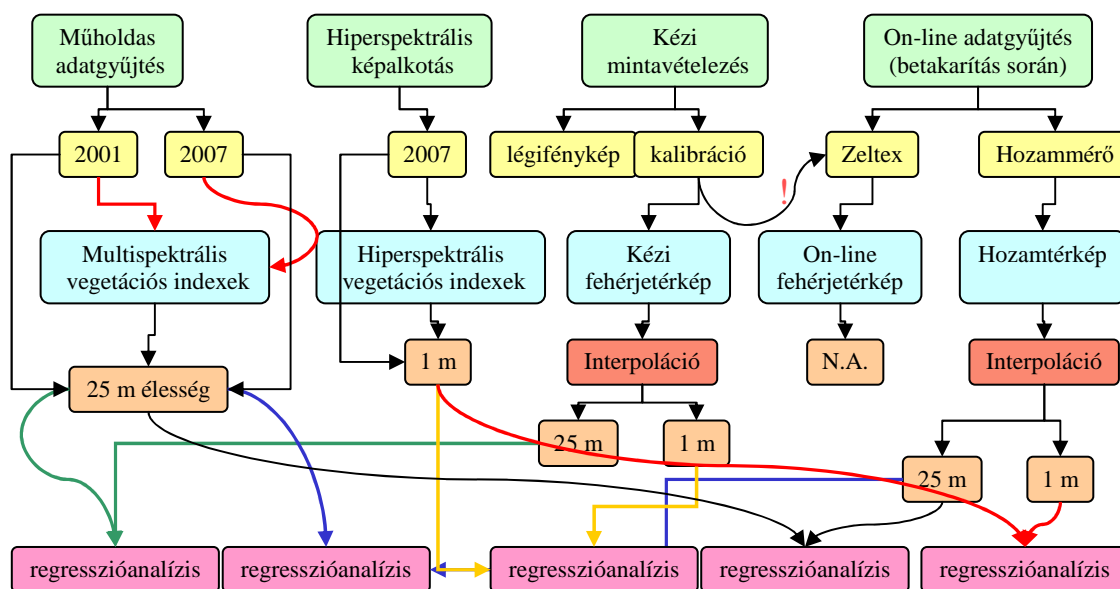 Műholdas
adatgyűjtés
Hiperspektrális
képalkotás
Kézi
mintavételezés
On-line adatgyűjtés
(betakarítás során)
2001
2007
2007
légifénykép
kalibráció
Zeltex
Hozammérő
!
Multispektrális
vegetációs indexek
Hiperspektrális
vegetációs indexek
Kézi
fehérjetérkép
On-line
fehérjetérkép
Hozamtérkép
1 m
Interpoláció
N.A.
Interpoláció
25 m élesség
25 m
1 m
25 m
1 m
regresszióanalízis
regresszióanalízis
regresszióanalízis
regresszióanalízis
regresszióanalízis